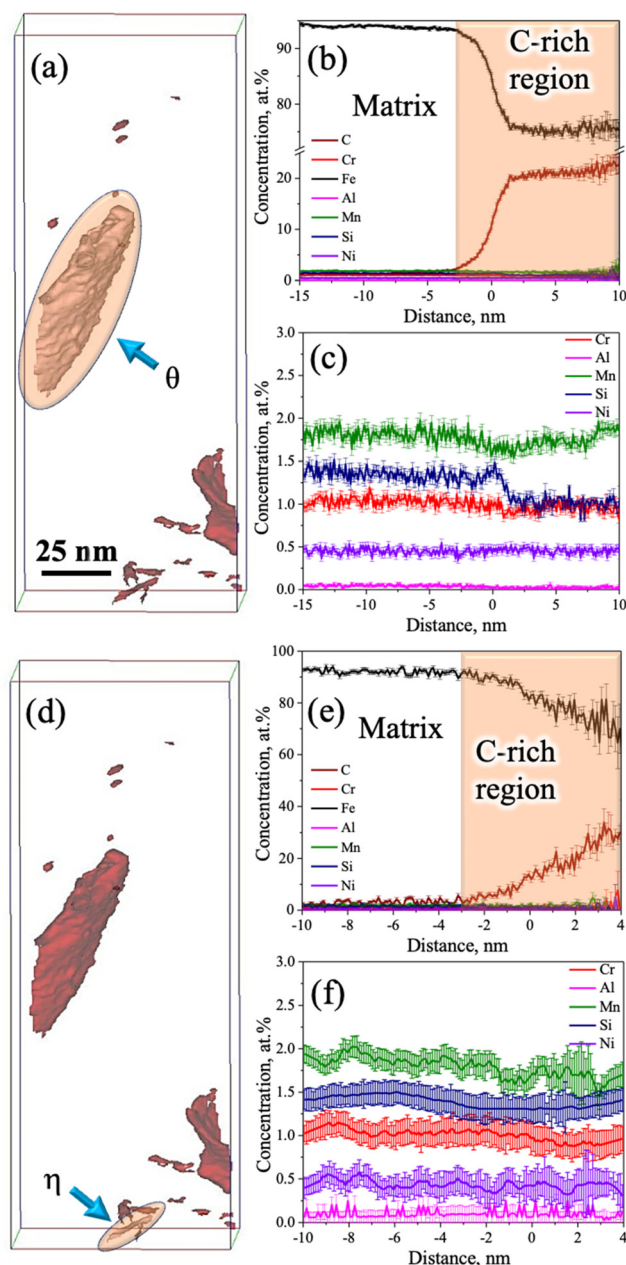 (a)
θ
25 nm
(b)
C-rich
region
Matrix
C
Cr
Fe
Al
Mn
Si
Ni
Concentration, at.%
95
75
20
10
0
-15
-10
-5
0
5
10
Distance, nm
(c)
Cr
Al
Mn
Si
Ni
Concentration, at.%
3.0
2.5
2.0
1.5
1.0
0.5
0.0
-15
-10
-5
0
5
10
Distance, nm
(d)
η
(e)
Matrix
C-rich
region
C
Cr
Fe
Al
Mn
Si
Ni
Concentration, at.%
100
80
60
40
20
0
-10
-8
-6
-4
-2
0
2
4
Distance, nm
(f)
Cr
Al
Mn
Si
Ni
Concentration, at.%
3.0
2.5
2.0
1.5
1.0
0.5
0.0
-10
-8
-6
-4
-2
0
2
4
Distance, nm